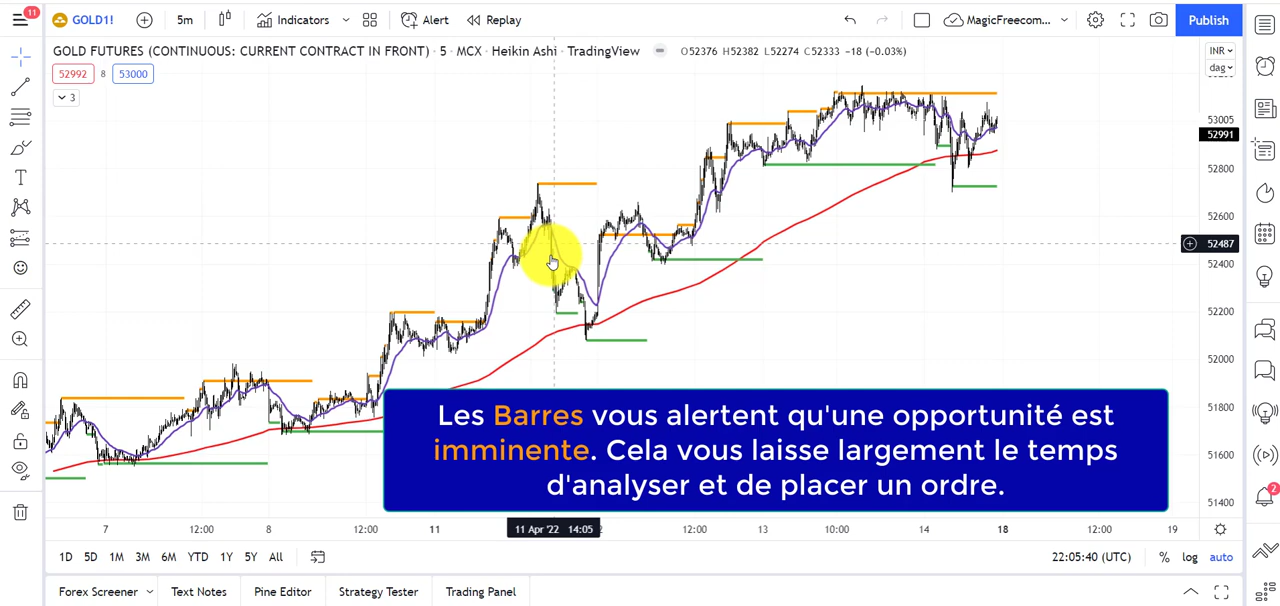 11
GOLD1!
5m
Indicators
Alert
Replay
MagicFreecom...
Publish
GOLD FUTURES (CONTINUOUS: CURRENT CONTRACT IN FRONT) · 5 · MCX · Heikin Ashi · TradingView
O52376 H52382 L52274 C52333 −18 (−0.03%)
INR
dag
52992
8
53000
3
53005
52991
52800
52600
52487
52400
52200
52000
51800
51600
51400
Les Barres vous alertent qu'une opportunité est
imminente. Cela vous laisse largement le temps
d'analyser et de placer un ordre.
7
12:00
8
12:00
11
11 Apr '22 14:05
12:00
13
10:00
14
18
12:00
19
2
1D 5D 1M 3M 6M YTD 1Y 5Y All
22:05:40 (UTC)
% log auto
Forex Screener
Text Notes
Pine Editor
Strategy Tester
Trading Panel